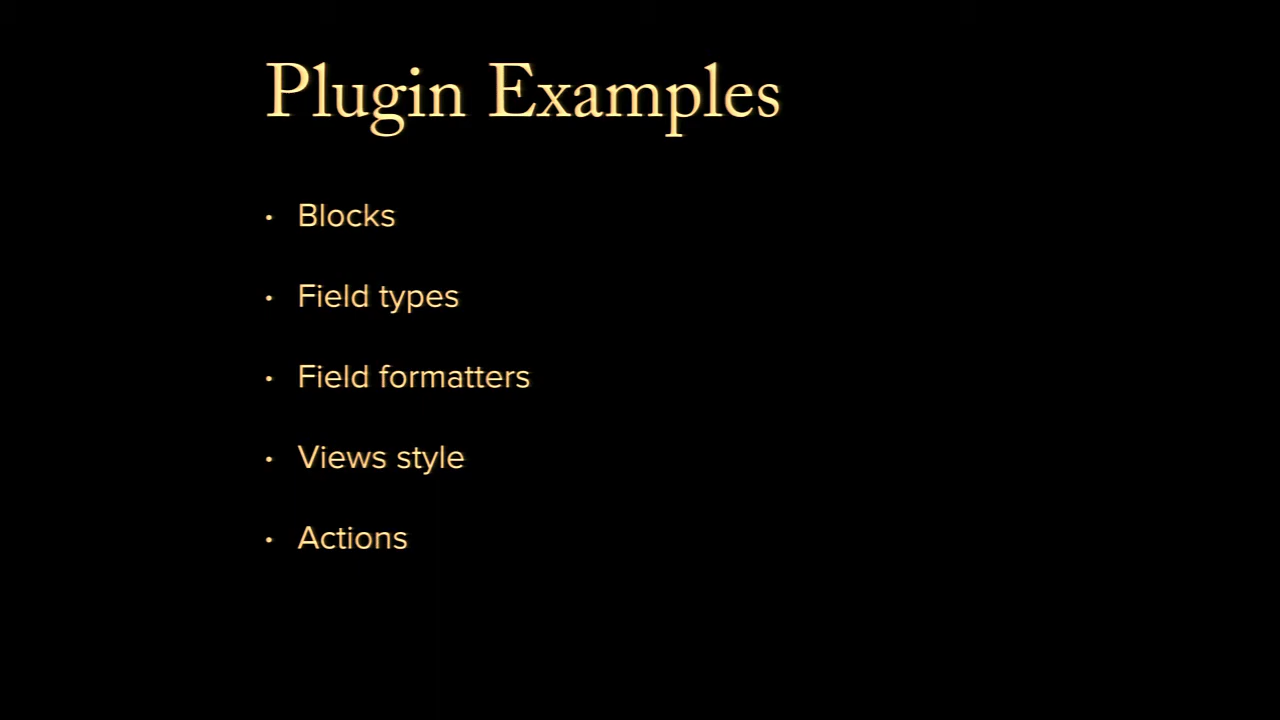 Plugin Examples
• Blocks
• Field types
• Field formatters
• Views style
• Actions